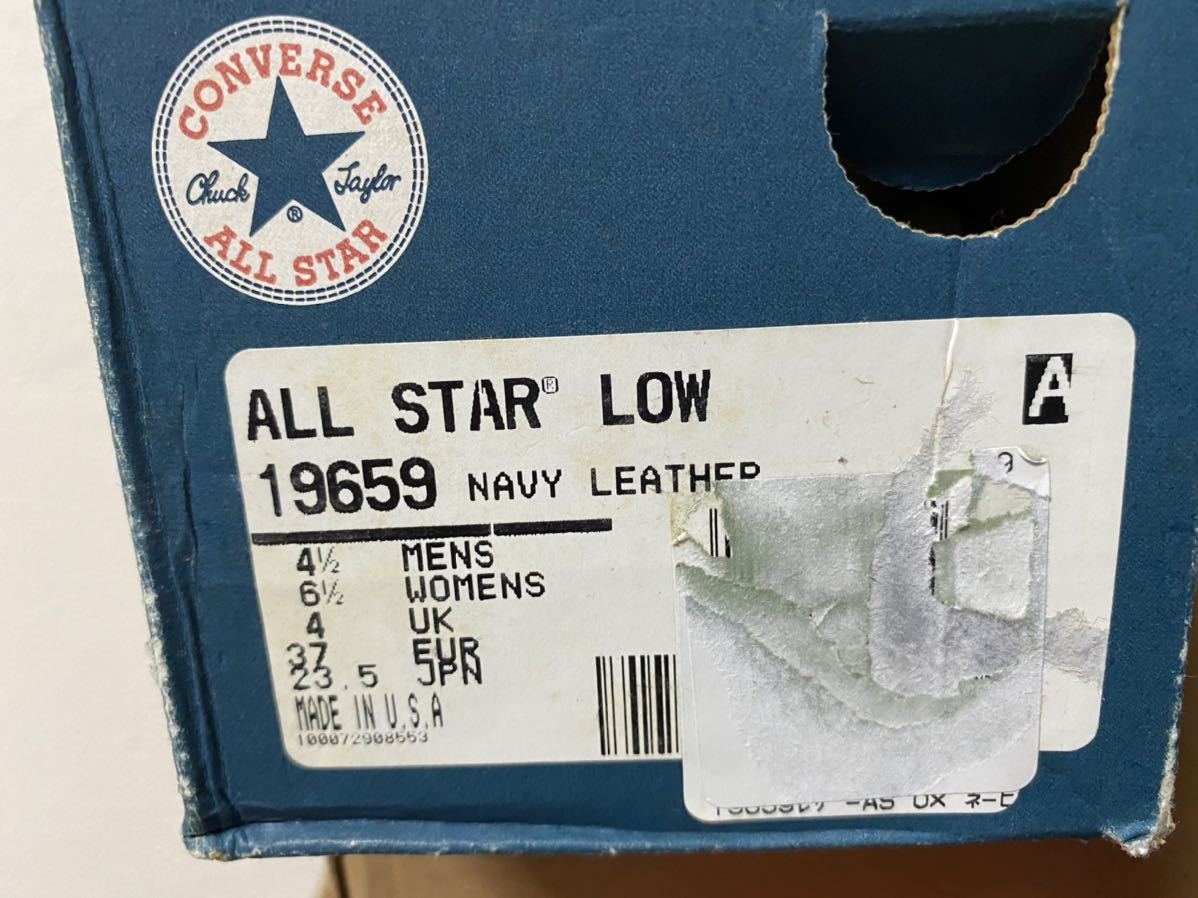 CONVERSE
Chuck Taylor
®
ALL STAR
ALL STAR® LOW
A
19659 NAVY LEATHER
9
4½ MENS
6½ WOMENS
4 UK
37 EUR
23.5 JPN
MADE IN U.S.A
100072908553
-AS OX ネービ